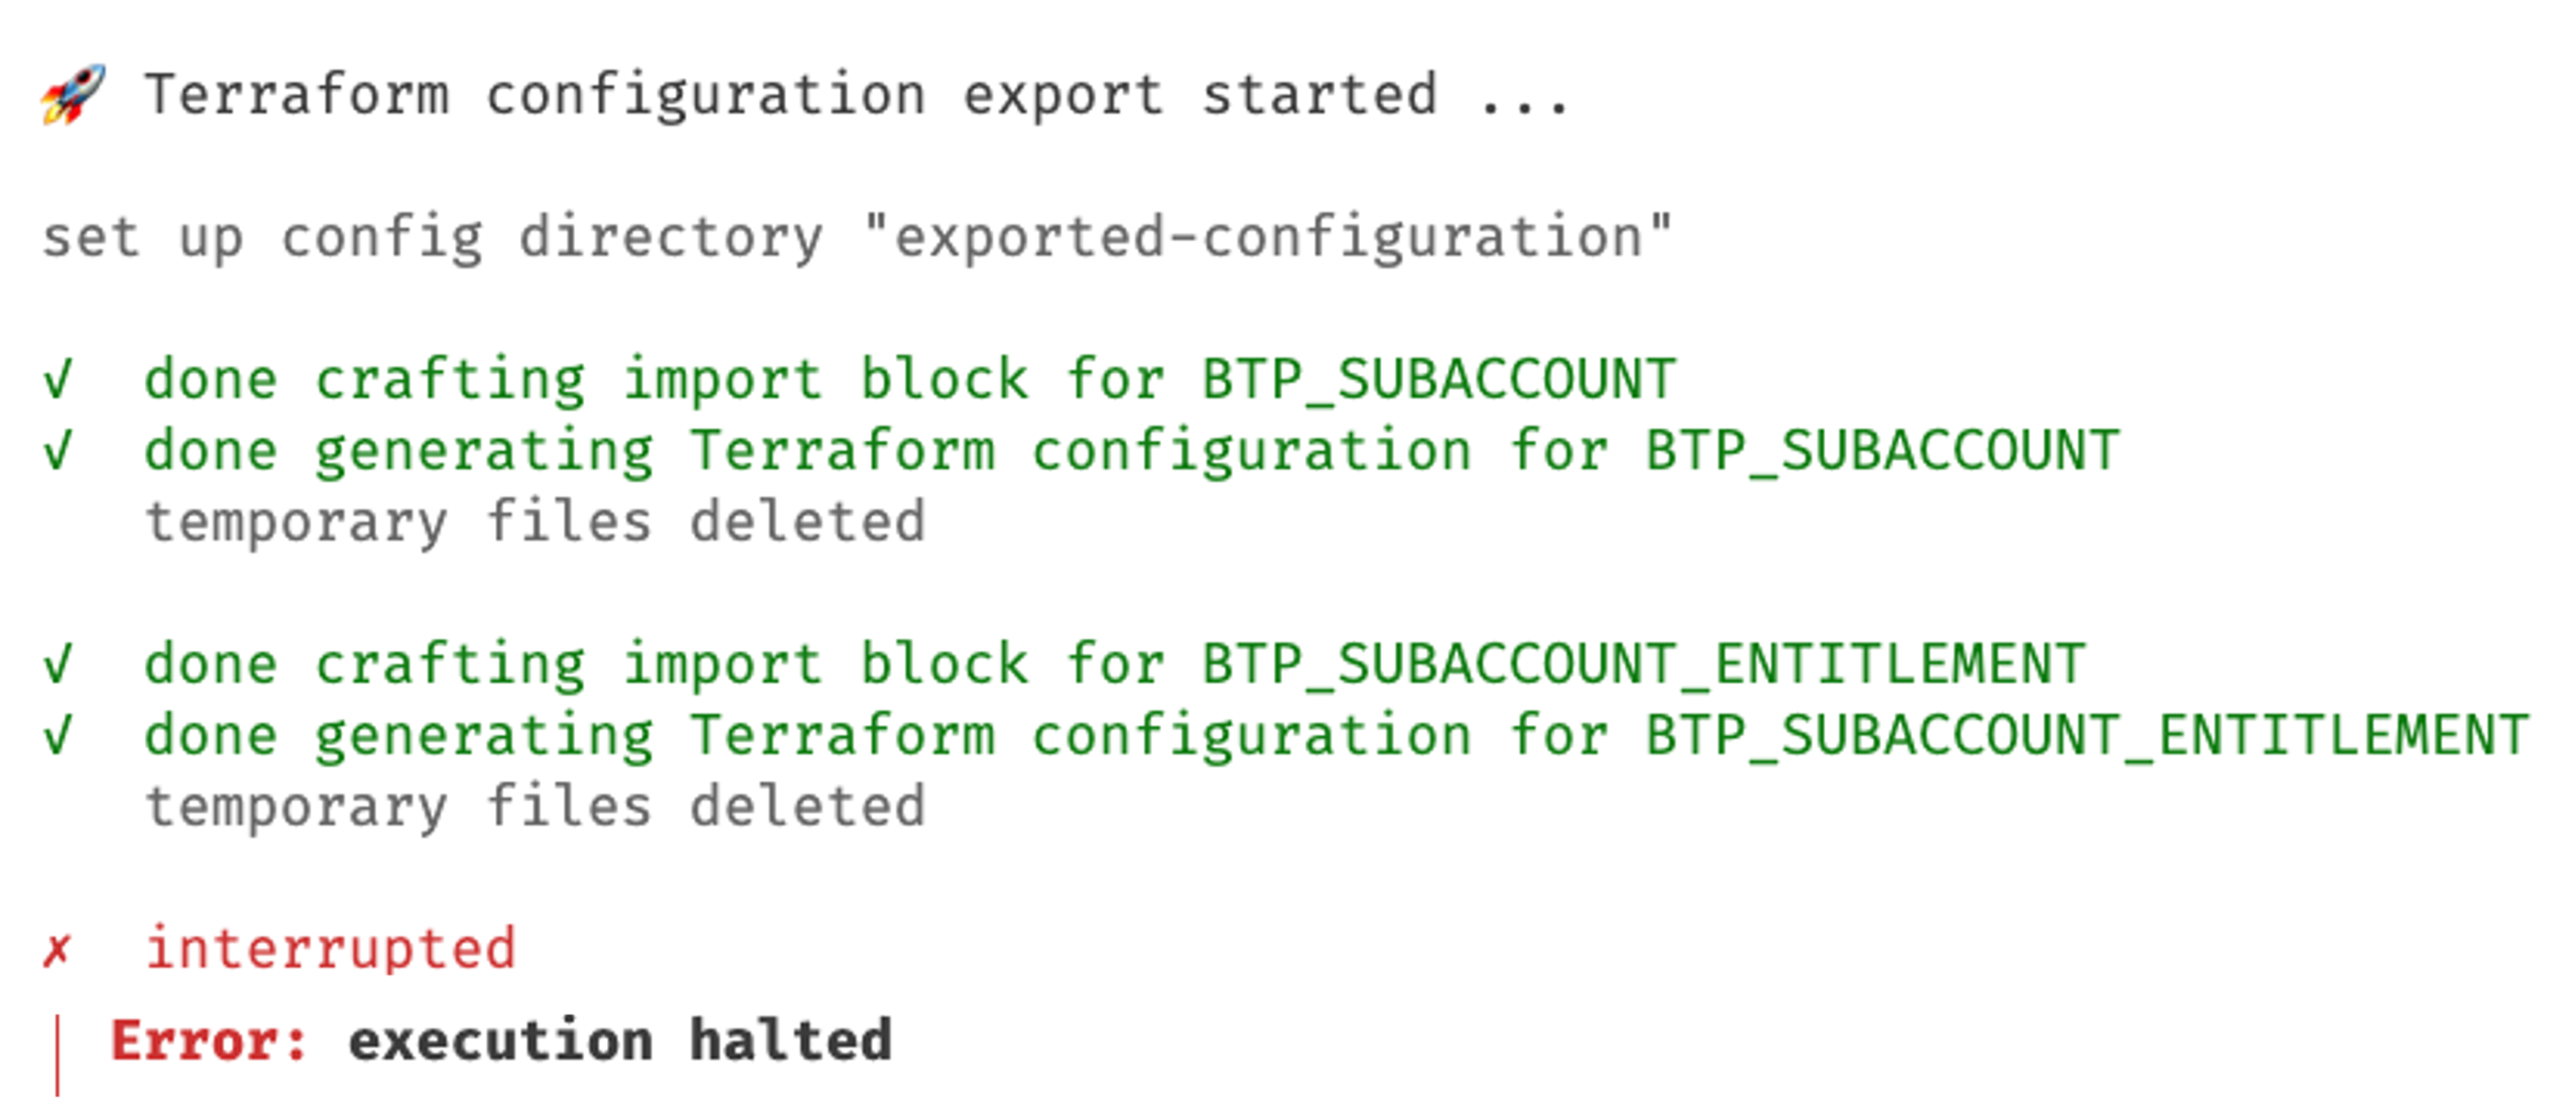 🚀 Terraform configuration export started ...
set up config directory "exported-configuration"
√ done crafting import block for BTP_SUBACCOUNT
√ done generating Terraform configuration for BTP_SUBACCOUNT
temporary files deleted
√ done crafting import block for BTP_SUBACCOUNT_ENTITLEMENT
√ done generating Terraform configuration for BTP_SUBACCOUNT_ENTITLEMENT
temporary files deleted
✗ interrupted
Error: execution halted